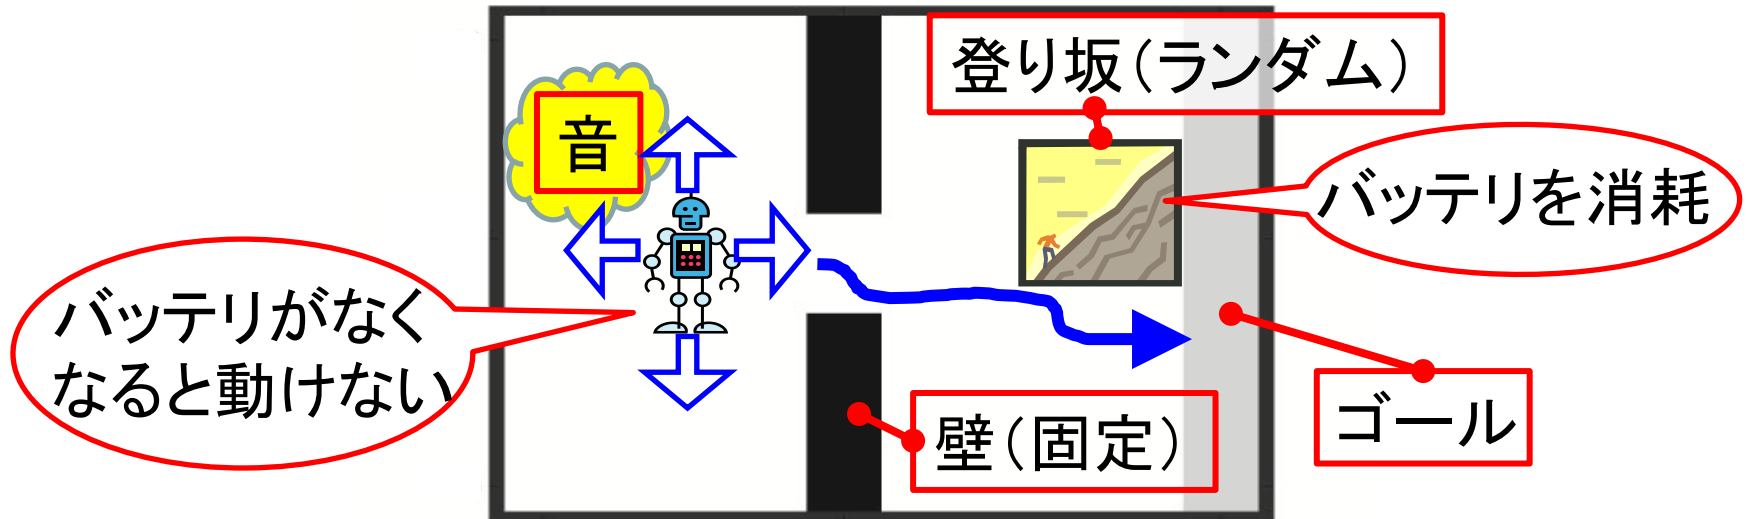 登り坂(ランダム)
音
バッテリを消耗
バッテリがなく
なると動けない
ゴール
壁(固定)